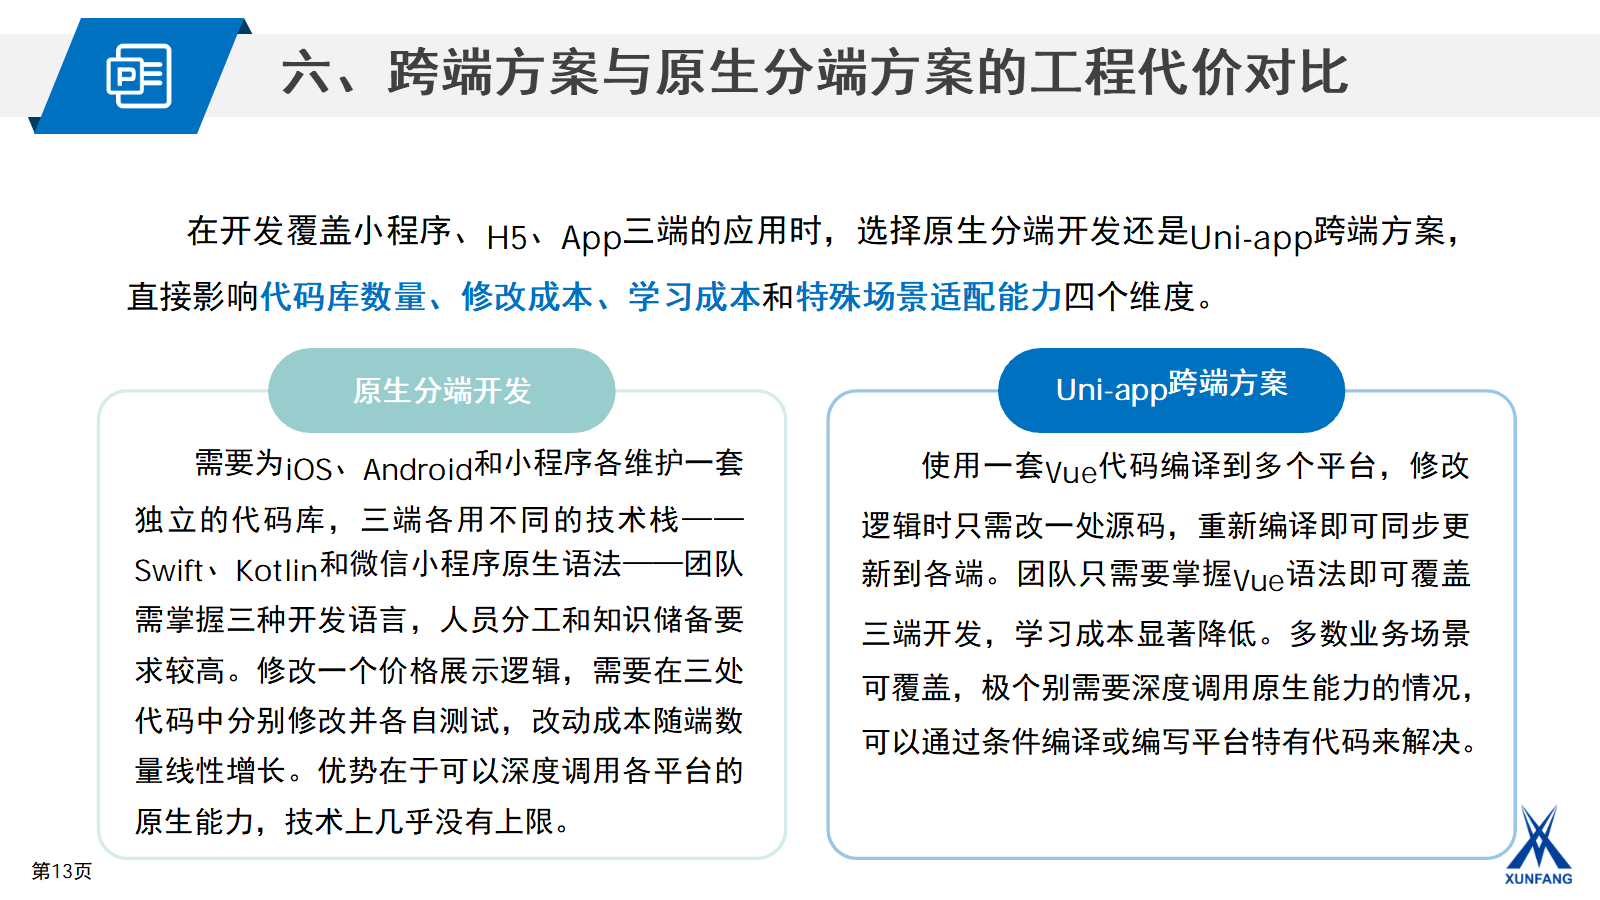 六、跨端方案与原生分端方案的工程代价对比
在开发覆盖小程序、H5、App三端的应用时，选择原生分端开发还是Uni-app跨端方案，
直接影响代码库数量、修改成本、学习成本和特殊场景适配能力四个维度。
原生分端开发
需要为iOS、Android和小程序各维护一套
独立的代码库，三端各用不同的技术栈——
Swift、Kotlin和微信小程序原生语法——团队
需掌握三种开发语言，人员分工和知识储备要
求较高。修改一个价格展示逻辑，需要在三处
代码中分别修改并各自测试，改动成本随端数
量线性增长。优势在于可以深度调用各平台的
原生能力，技术上几乎没有上限。
Uni-app跨端方案
使用一套Vue代码编译到多个平台，修改
逻辑时只需改一处源码，重新编译即可同步更
新到各端。团队只需要掌握Vue语法即可覆盖
三端开发，学习成本显著降低。多数业务场景
可覆盖，极个别需要深度调用原生能力的情况，
可以通过条件编译或编写平台特有代码来解决。
第13页
XUNFANG